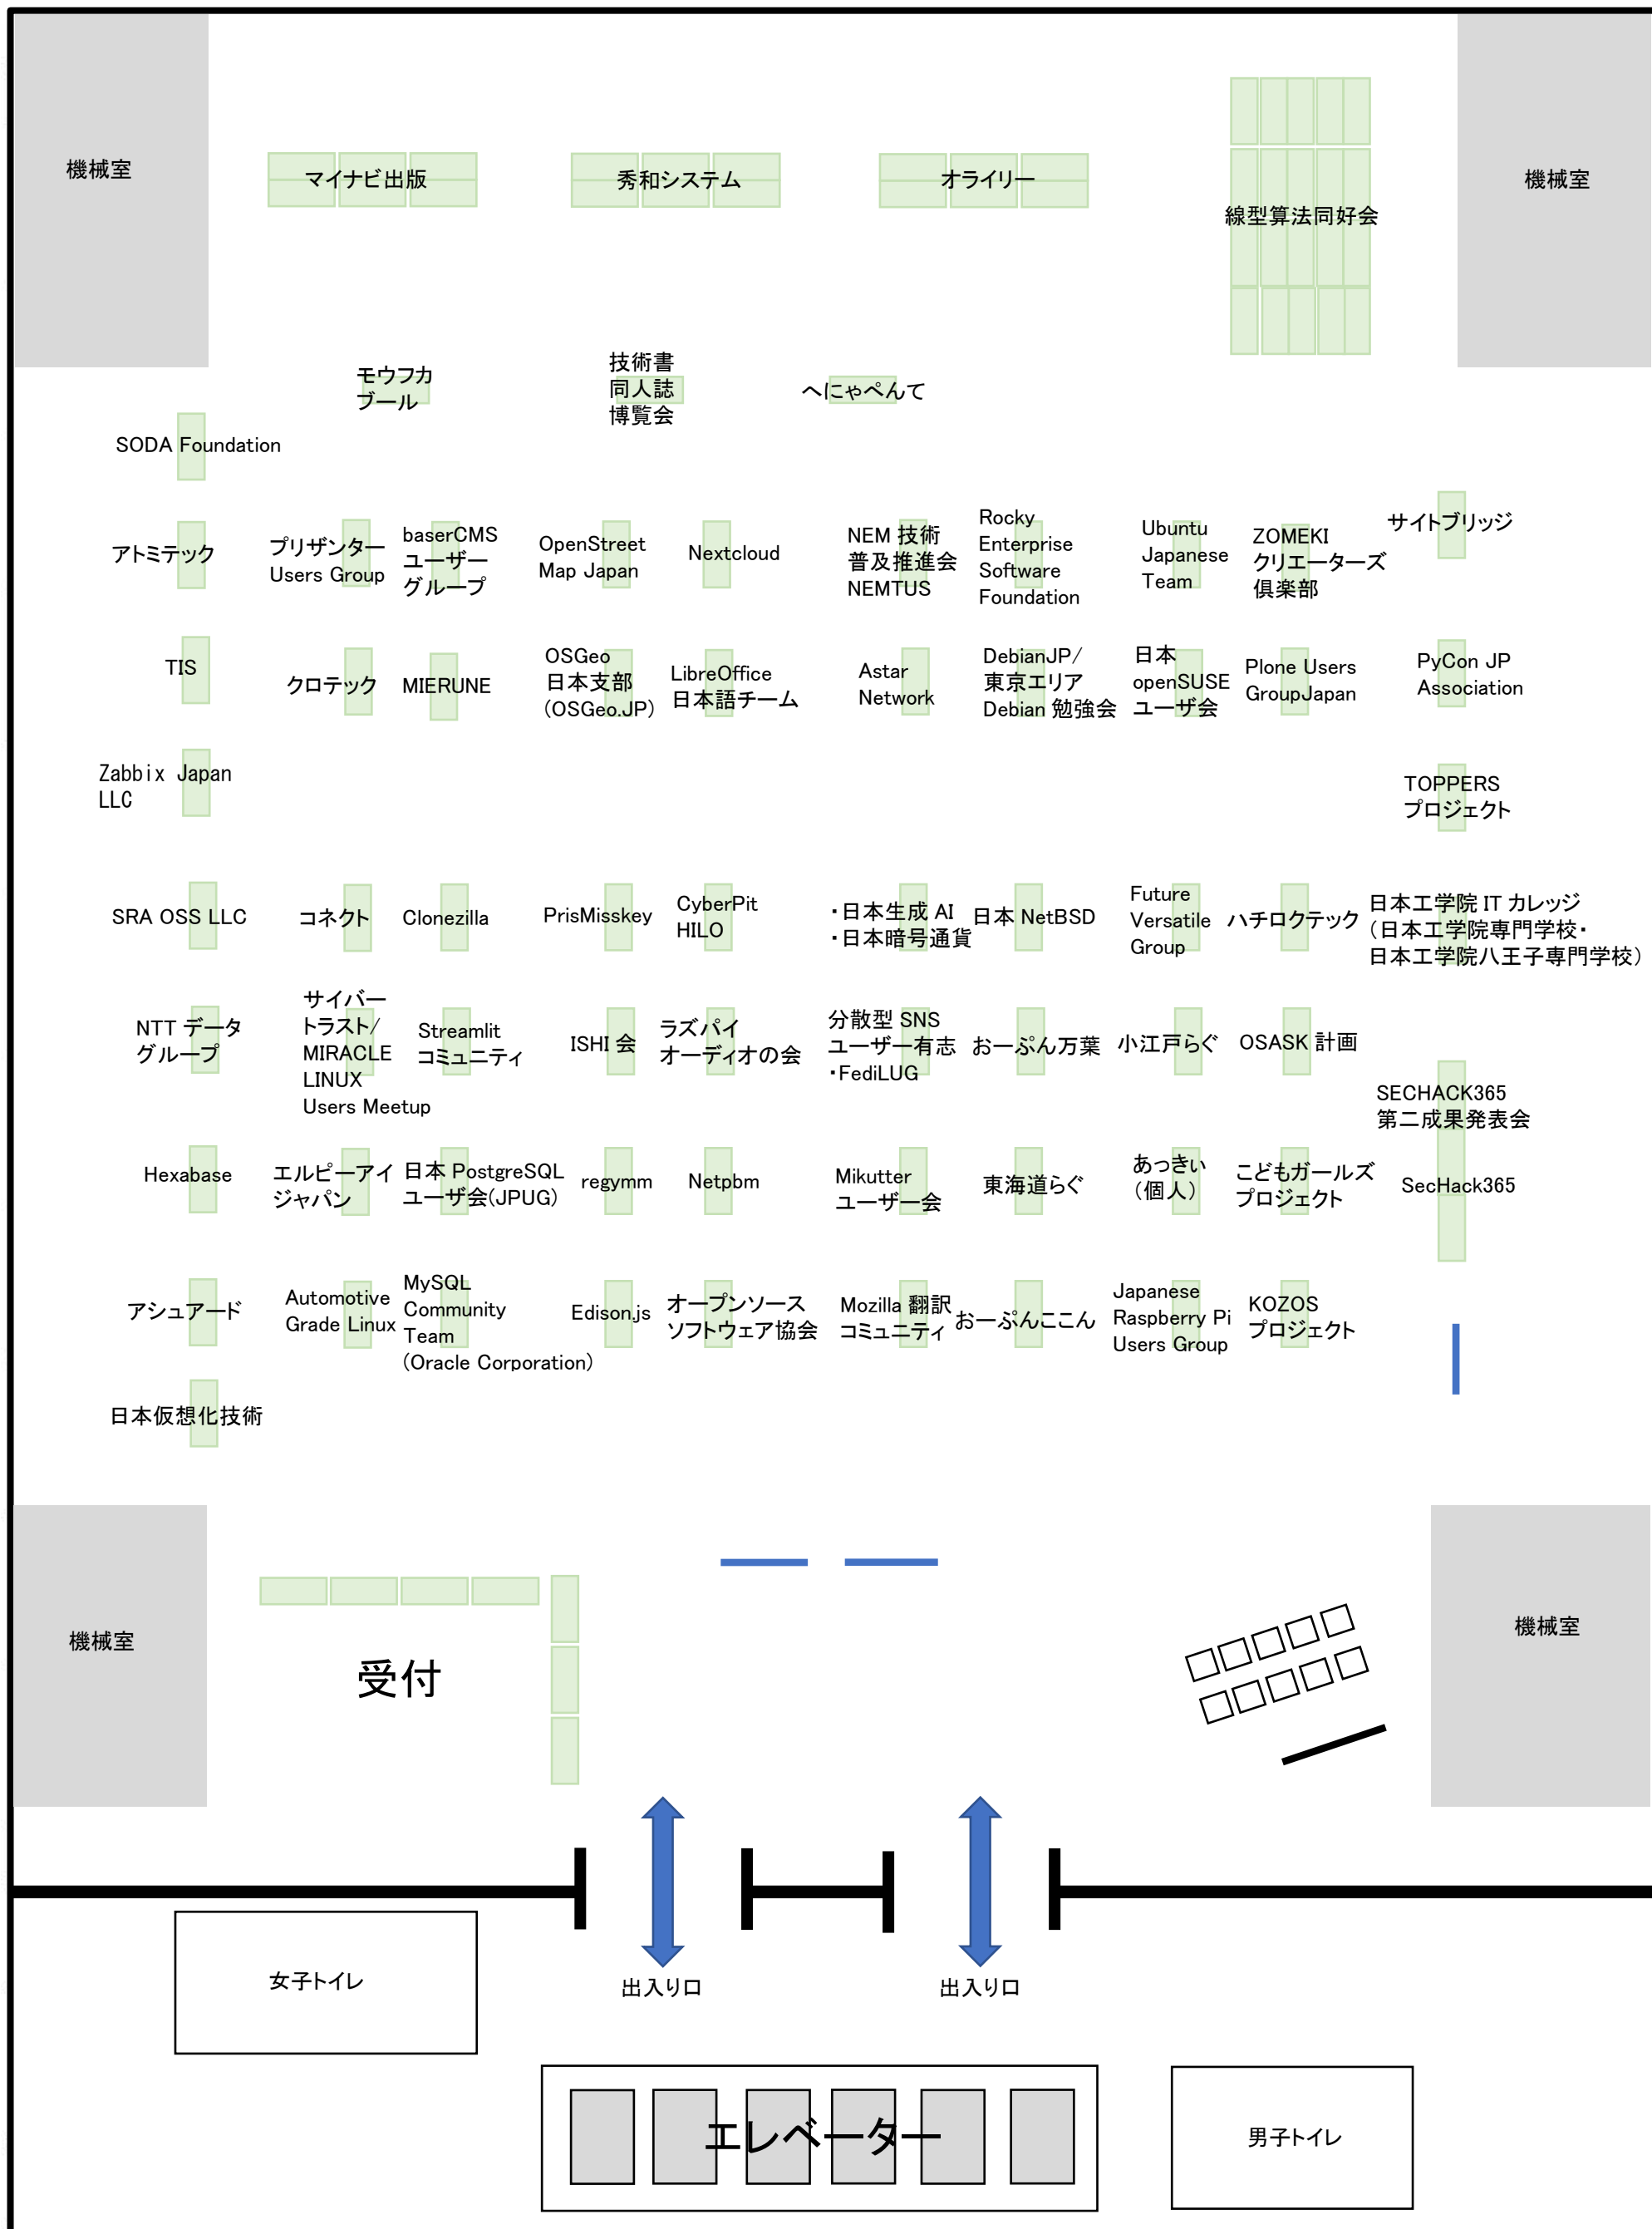 機械室
マイナビ出版
秀和システム
オライリー
線型算法同好会
機械室
モウフカ
ブール
技術書
同人誌
博覧会
へにゃぺんて
SODA Foundation
アトミテック
プリザンター
Users Group
baserCMS
ユーザー
グループ
OpenStreet
Map Japan
Nextcloud
NEM 技術
普及推進会
NEMTUS
Rocky
Enterprise
Software
Foundation
Ubuntu
Japanese
Team
ZOMEKI
クリエーターズ
倶楽部
サイトブリッジ
TIS
クロテック
MIERUNE
OSGeo
日本支部
(OSGeo.JP)
LibreOffice
日本語チーム
Astar
Network
DebianJP/
東京エリア
Debian 勉強会
日本
openSUSE
ユーザ会
Plone Users
GroupJapan
PyCon JP
Association
Zabbix Japan
LLC
TOPPERS
プロジェクト
SRA OSS LLC
コネクト
Clonezilla
PrisMisskey
CyberPit
HILO
・日本生成 AI
・日本暗号通貨
日本 NetBSD
Future
Versatile
Group
ハチロクテック
日本工学院 IT カレッジ
（日本工学院専門学校・
日本工学院八王子専門学校）
NTT データ
グループ
サイバー
トラスト/
MIRACLE
LINUX
Users Meetup
Streamlit
コミュニティ
ISHI 会
ラズパイ
オーディオの会
分散型 SNS
ユーザー有志
・FediLUG
おーぷん万葉
小江戸らぐ
OSASK 計画
SECHACK365
第二成果発表会
Hexabase
エルピーアイ
ジャパン
日本 PostgreSQL
ユーザ会(JPUG)
regymm
Netpbm
Mikutter
ユーザー会
東海道らぐ
あっきぃ
（個人）
こどもガールズ
プロジェクト
SecHack365
アシュアード
Automotive
Grade Linux
MySQL
Community
Team
(Oracle Corporation)
Edison.js
オープンソース
ソフトウェア協会
Mozilla 翻訳
コミュニティ
おーぷんここん
Japanese
Raspberry Pi
Users Group
KOZOS
プロジェクト
日本仮想化技術
機械室
受付
機械室
出入り口
出入り口
女子トイレ
エレベーター
男子トイレ